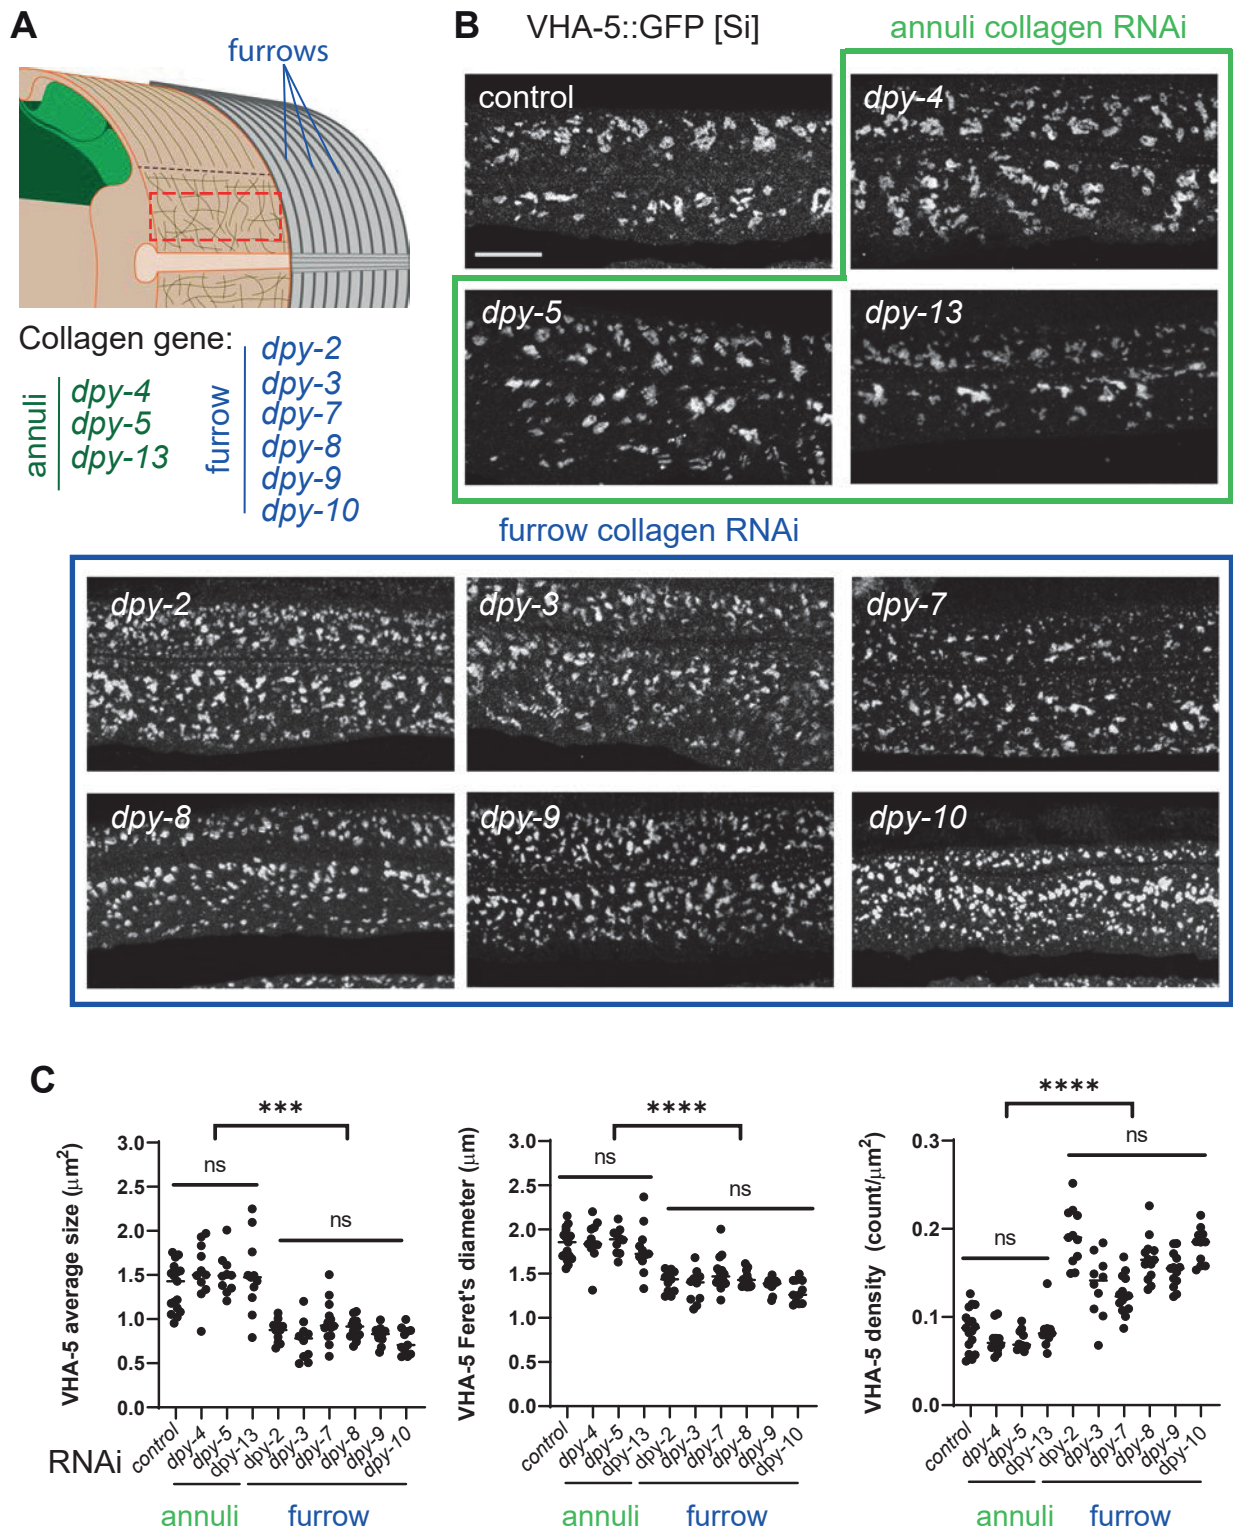 A
furrows
Collagen gene:
annuli
dpy-4
dpy-5
dpy-13
furrow
dpy-2
dpy-3
dpy-7
dpy-8
dpy-9
dpy-10
B
VHA-5::GFP [Si]
annuli collagen RNAi
control
dpy-4
dpy-5
dpy-13
furrow collagen RNAi
dpy-2
dpy-3
dpy-7
dpy-8
dpy-9
dpy-10
C
VHA-5 average size (μm²)
3.0
2.5
2.0
1.5
1.0
0.5
0.0
***
ns
ns
RNAi
control
dpy-4
dpy-5
dpy-13
dpy-2
dpy-3
dpy-7
dpy-8
dpy-9
dpy-10
annuli
furrow
VHA-5 Feret's diameter (μm)
3.0
2.5
2.0
1.5
1.0
0.5
0.0
****
ns
ns
control
dpy-4
dpy-5
dpy-13
dpy-2
dpy-3
dpy-7
dpy-8
dpy-9
dpy-10
annuli
furrow
VHA-5 density (count/μm²)
0.3
0.2
0.1
0.0
****
ns
ns
control
dpy-4
dpy-5
dpy-13
dpy-2
dpy-3
dpy-7
dpy-8
dpy-9
dpy-10
annuli
furrow